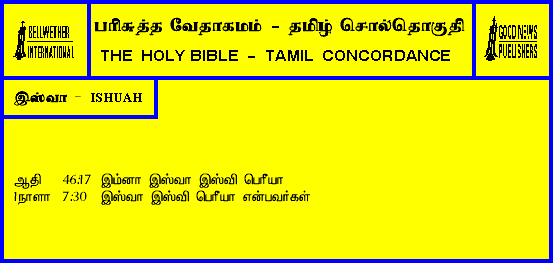 BELLWETHER
INTERNATIONAL
பரிசுத்த வேதாகமம் - தமிழ் சொல்தொகுதி
THE HOLY BIBLE - TAMIL CONCORDANCE
GOOD NEWS
PUBLISHERS
இஸ்வா - ISHUAH
ஆதி 46:17 இம்னா இஸ்வா இஸ்வி பெரீயா
1நாளா 7:30 இஸ்வா இஸ்வி பெரீயா என்பவர்கள்